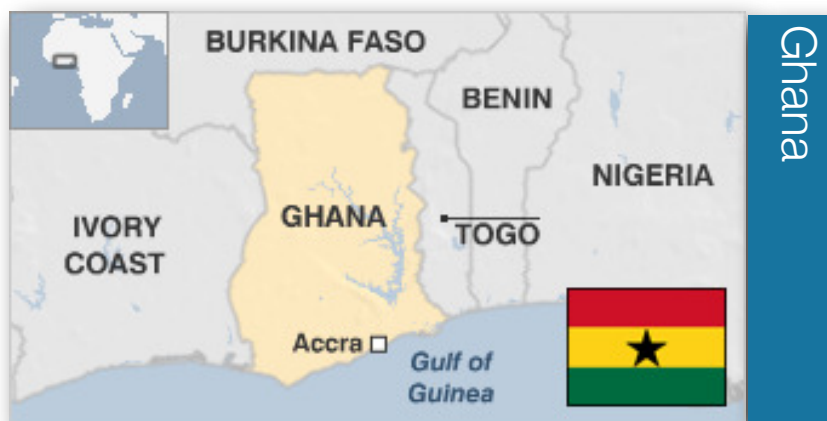 BURKINA FASO
BENIN
NIGERIA
GHANA
IVORY
COAST
TOGO
Accra
Gulf of
Guinea
Ghana